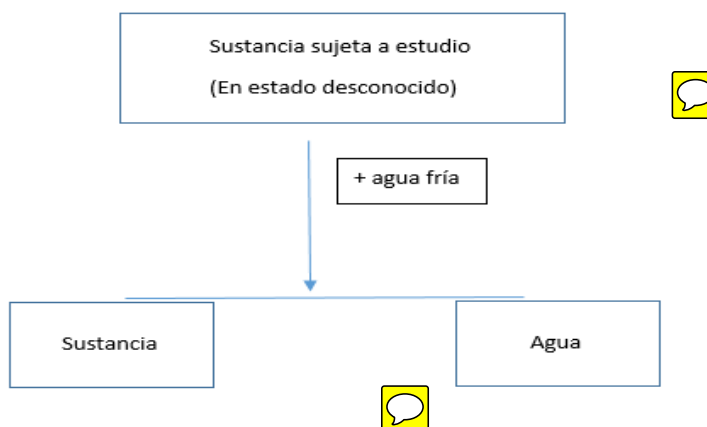 Sustancia sujeta a estudio
(En estado desconocido)
+ agua fría
Sustancia
Agua